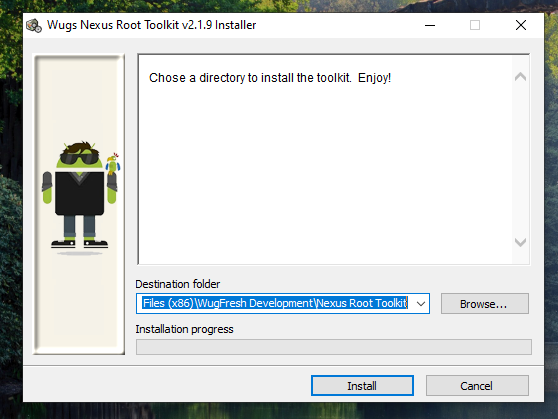 Wugs Nexus Root Toolkit v2.1.9 Installer
Chose a directory to install the toolkit. Enjoy!
Destination folder
Files (x86)\WugFresh Development\Nexus Root Toolkit
Browse...
Installation progress
Install
Cancel